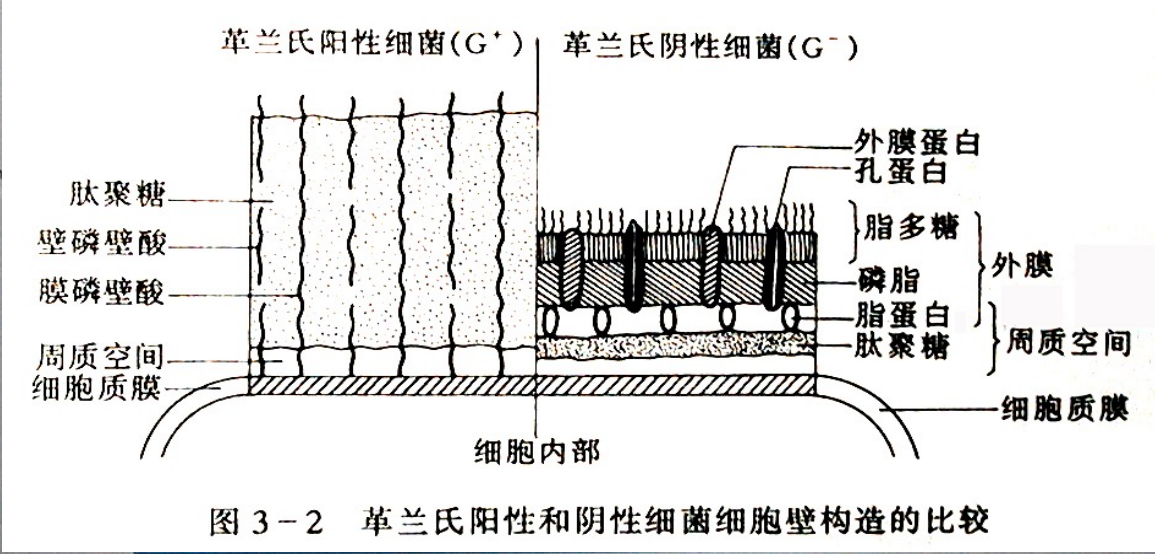 革兰氏阳性细菌(G⁺)
革兰氏阴性细菌(G⁻)
肽聚糖
壁磷壁酸
膜磷壁酸
周质空间
细胞质膜
外膜蛋白
孔蛋白
脂多糖
磷脂
外膜
脂蛋白
肽聚糖
周质空间
细胞质膜
细胞内部
图 3-2 革兰氏阳性和阴性细菌细胞壁构造的比较